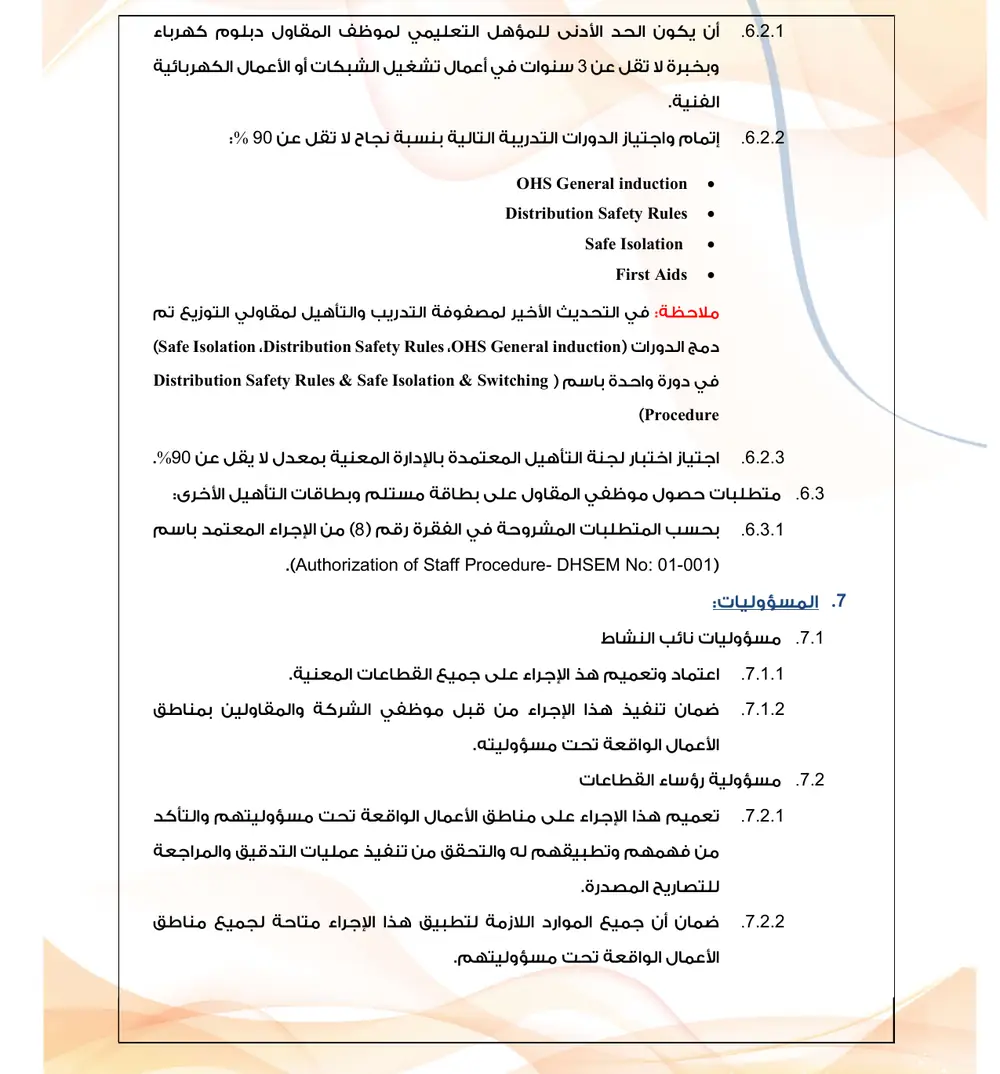 6.2.1. أن يكون الحد الأدنى للمؤهل التعليمي لموظف المقاول دبلوم كهرباء
وبخبرة لا تقل عن 3 سنوات في أعمال تشغيل الشبكات أو الأعمال الكهربائية
الفنية.
6.2.2. إتمام واجتياز الدورات التدريبة التالية بنسبة نجاح لا تقل عن 90 %:
• OHS General induction
• Distribution Safety Rules
• Safe Isolation
• First Aids
ملاحظة: في التحديث الأخير لمصفوفة التدريب والتأهيل لمقاولي التوزيع تم
دمج الدورات (Safe Isolation ،Distribution Safety Rules ،OHS General induction)
في دورة واحدة باسم ( Distribution Safety Rules & Safe Isolation & Switching
Procedure)
6.2.3. اجتياز اختبار لجنة التأهيل المعتمدة بالإدارة المعنية بمعدل لا يقل عن 90%.
6.3. متطلبات حصول موظفي المقاول على بطاقة مستلم وبطاقات التأهيل الأخرى:
6.3.1. بحسب المتطلبات المشروحة في الفقرة رقم (8) من الإجراء المعتمد باسم
(Authorization of Staff Procedure- DHSEM No: 01-001).
7. المسؤوليات:
7.1. مسؤوليات نائب النشاط
7.1.1. اعتماد وتعميم هذ الإجراء على جميع القطاعات المعنية.
7.1.2. ضمان تنفيذ هذا الإجراء من قبل موظفي الشركة والمقاولين بمناطق
الأعمال الواقعة تحت مسؤوليته.
7.2. مسؤولية رؤساء القطاعات
7.2.1. تعميم هذا الإجراء على مناطق الأعمال الواقعة تحت مسؤوليتهم والتأكد
من فهمهم وتطبيقهم له والتحقق من تنفيذ عمليات التدقيق والمراجعة
للتصاريح المصدرة.
7.2.2. ضمان أن جميع الموارد اللازمة لتطبيق هذا الإجراء متاحة لجميع مناطق
الأعمال الواقعة تحت مسؤوليتهم.